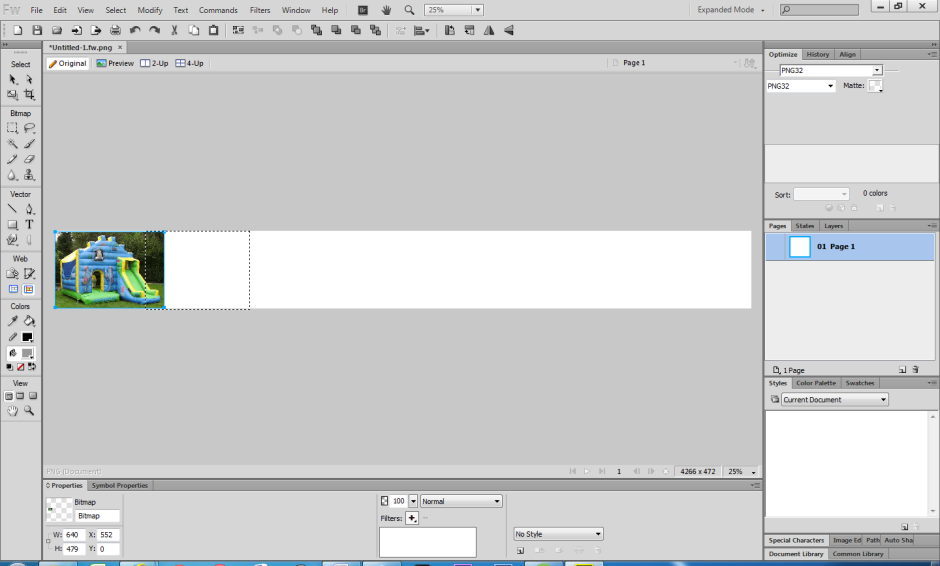 Fw File Edit View Select Modify Text Commands Filters Window Help Br 25% Expanded Mode
*Untitled-1.fw.png ×
Original Preview 2-Up 4-Up Page 1
Select
Bitmap
Vector
T
Web
Colors
View
Optimize History Align
PNG32
PNG32 Matte:
Sort: 0 colors
Pages States Layers
01 Page 1
1 Page
Styles Color Palette Swatches
Current Document
PNG (Document) 1 4266 x 472 25%
Properties Symbol Properties
Bitmap
Bitmap
W: 640 X: 552
H: 479 Y: 0
100 Normal
Filters:
No Style
Special Characters Image Ed Path Auto Sha
Document Library Common Library